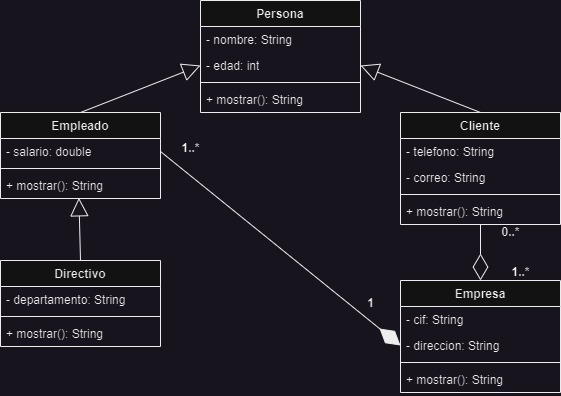 Persona
- nombre: String
- edad: int
+ mostrar(): String
Empleado
- salario: double
+ mostrar(): String
1..*
Cliente
- telefono: String
- correo: String
+ mostrar(): String
0..*
Directivo
- departamento: String
+ mostrar(): String
1
1..*
Empresa
- cif: String
- direccion: String
+ mostrar(): String